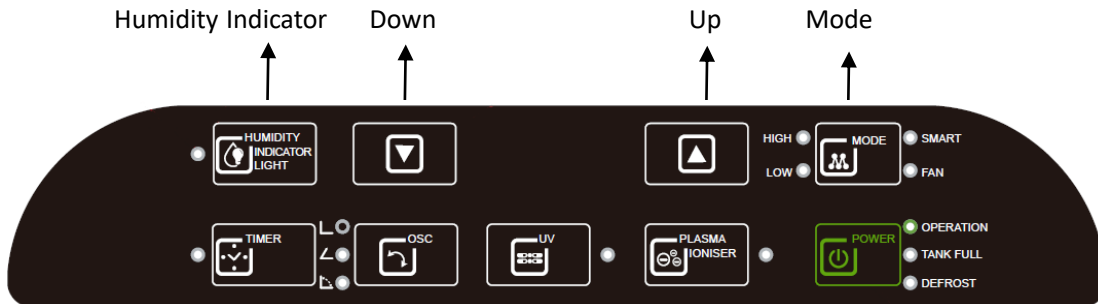 Humidity Indicator Down Up Mode
HUMIDITY
INDICATOR
LIGHT
HIGH
LOW
MODE
SMART
FAN
TIMER
OSC
UV
PLASMA
IONISER
POWER
OPERATION
TANK FULL
DEFROST